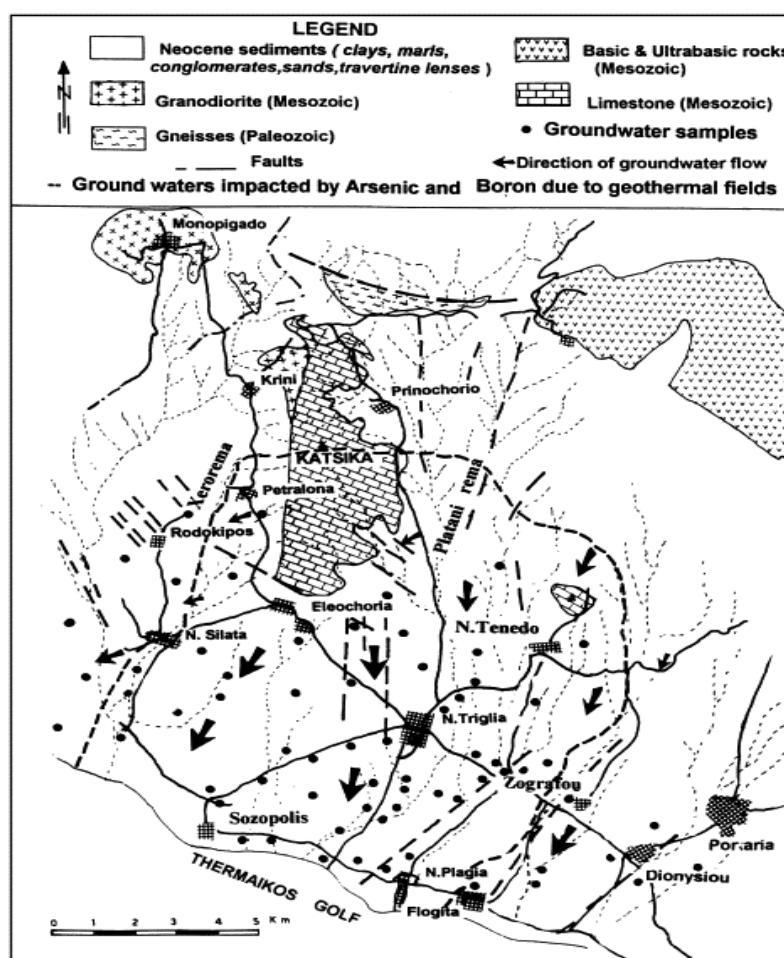 LEGEND
Neocene sediments ( clays, marls,
conglomerates,sands,travertine lenses )
Granodiorite (Mesozoic)
Gneisses (Paleozoic)
Faults
Basic & Ultrabasic rocks
(Mesozoic)
Limestone (Mesozoic)
Groundwater samples
Direction of groundwater flow
-- Ground waters impacted by Arsenic and Boron due to geothermal fields
N
Monopigado
Krini
Prinochorio
KATSIKA
Xerorema
Petralona
Platani rema
Rodokipos
Eleochoria
N.Tenedo
N. Silata
N.Triglia
Zografou
Sozopolis
Portaria
N.Plagia
Dionysiou
THERMAIKOS GOLF
Flogita
0 1 2 3 4 5 Km